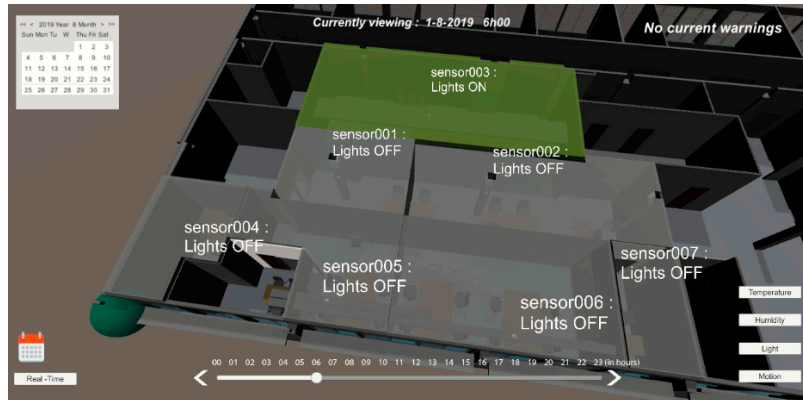 << < 2019 Year 8 Month > >>
Sun Mon Tu W Thu Fri Sat
1 2 3
4 5 6 7 8 9 10
11 12 13 14 15 16 17
18 19 20 21 22 23 24
25 26 27 28 29 30 31
Currently viewing : 1-8-2019 6h00
No current warnings
sensor003 :
Lights ON
sensor001 :
Lights OFF
sensor002 :
Lights OFF
sensor004 :
Lights OFF
sensor005 :
Lights OFF
sensor007 :
Lights OFF
sensor006 :
Lights OFF
Temperature
Humidity
Light
Motion
Real -Time
00 01 02 03 04 05 06 07 08 09 10 11 12 13 14 15 16 17 18 19 20 21 22 23 (in hours)